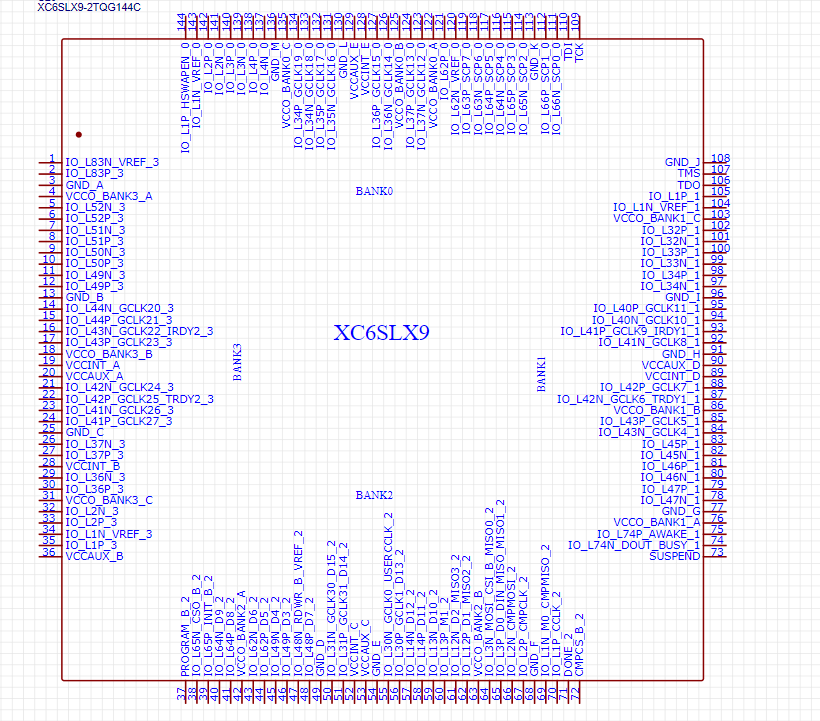 XC6SLX9-2TQG144C
144 IO_L1P_HSWAPEN_0
143 IO_L1N_VREF_0
142 IO_L2P_0
141 IO_L2N_0
140 IO_L3P_0
139 IO_L3N_0
138 IO_L4P_0
137 IO_L4N_0
136 GND_M
135 VCCO_BANK0_C
134 IO_L34P_GCLK19_0
133 IO_L34N_GCLK18_0
132 IO_L35P_GCLK17_0
131 IO_L35N_GCLK16_0
130 GND_L
129 VCCAUX_E
128 VCCINT_E
127 IO_L36P_GCLK15_0
126 IO_L36N_GCLK14_0
125 VCCO_BANK0_B
124 IO_L37P_GCLK13_0
123 IO_L37N_GCLK12_0
122 VCCO_BANK0_A
121 IO_L62P_0
120 IO_L62N_VREF_0
119 IO_L63P_SCP7_0
118 IO_L63N_SCP6_0
117 IO_L64P_SCP5_0
116 IO_L64N_SCP4_0
115 IO_L65P_SCP3_0
114 IO_L65N_SCP2_0
113 GND_K
112 IO_L66P_SCP1_0
111 IO_L66N_SCP0_0
110 TDI
109 TCK
1 IO_L83N_VREF_3
2 IO_L83P_3
3 GND_A
4 VCCO_BANK3_A
5 IO_L52N_3
6 IO_L52P_3
7 IO_L51N_3
8 IO_L51P_3
9 IO_L50N_3
10 IO_L50P_3
11 IO_L49N_3
12 IO_L49P_3
13 GND_B
14 IO_L44N_GCLK20_3
15 IO_L44P_GCLK21_3
16 IO_L43N_GCLK22_IRDY2_3
17 IO_L43P_GCLK23_3
18 VCCO_BANK3_B
19 VCCINT_A
20 VCCAUX_A
21 IO_L42N_GCLK24_3
22 IO_L42P_GCLK25_TRDY2_3
23 IO_L41N_GCLK26_3
24 IO_L41P_GCLK27_3
25 GND_C
26 IO_L37N_3
27 IO_L37P_3
28 VCCINT_B
29 IO_L36N_3
30 IO_L36P_3
31 VCCO_BANK3_C
32 IO_L2N_3
33 IO_L2P_3
34 IO_L1N_VREF_3
35 IO_L1P_3
36 VCCAUX_B
BANK0
XC6SLX9
BANK3
BANK1
BANK2
GND_J 108
TMS 107
TDO 106
IO_L1P_1 105
IO_L1N_VREF_1 104
VCCO_BANK1_C 103
IO_L32P_1 102
IO_L32N_1 101
IO_L33P_1 100
IO_L33N_1 99
IO_L34P_1 98
IO_L34N_1 97
GND_I 96
IO_L40P_GCLK11_1 95
IO_L40N_GCLK10_1 94
IO_L41P_GCLK9_IRDY1_1 93
IO_L41N_GCLK8_1 92
GND_H 91
VCCAUX_D 90
VCCINT_D 89
IO_L42P_GCLK7_1 88
IO_L42N_GCLK6_TRDY1_1 87
VCCO_BANK1_B 86
IO_L43P_GCLK5_1 85
IO_L43N_GCLK4_1 84
IO_L45P_1 83
IO_L45N_1 82
IO_L46P_1 81
IO_L46N_1 80
IO_L47P_1 79
IO_L47N_1 78
GND_G 77
VCCO_BANK1_A 76
IO_L74P_AWAKE_1 75
IO_L74N_DOUT_BUSY_1 74
SUSPEND 73
37 PROGRAM_B_2
38 IO_L65N_CSO_B_2
39 IO_L65P_INIT_B_2
40 IO_L64N_D9_2
41 IO_L64P_D8_2
42 VCCO_BANK2_A
43 IO_L62N_D6_2
44 IO_L62P_D5_2
45 IO_L49N_D4_2
46 IO_L49P_D3_2
47 IO_L48N_RDWR_B_VREF_2
48 IO_L48P_D7_2
49 GND_D
50 IO_L31N_GCLK30_D15_2
51 IO_L31P_GCLK31_D14_2
52 VCCINT_C
53 VCCAUX_C
54 GND_E
55 IO_L30N_GCLK0_USERCCLK_2
56 IO_L30P_GCLK1_D13_2
57 IO_L14N_D12_2
58 IO_L14P_D11_2
59 IO_L13N_D10_2
60 IO_L13P_M1_2
61 IO_L12N_D2_MISO3_2
62 IO_L12P_D1_MISO2_2
63 VCCO_BANK2_B
64 IO_L3N_MOSI_CSI_B_MISO0_2
65 IO_L3P_D0_DIN_MISO_MISO1_2
66 IO_L2N_CMPMOSI_2
67 IO_L2P_CMPCLK_2
68 GND_F
69 IO_L1N_M0_CMPMISO_2
70 IO_L1P_CCLK_2
71 DONE_2
72 CMPCS_B_2